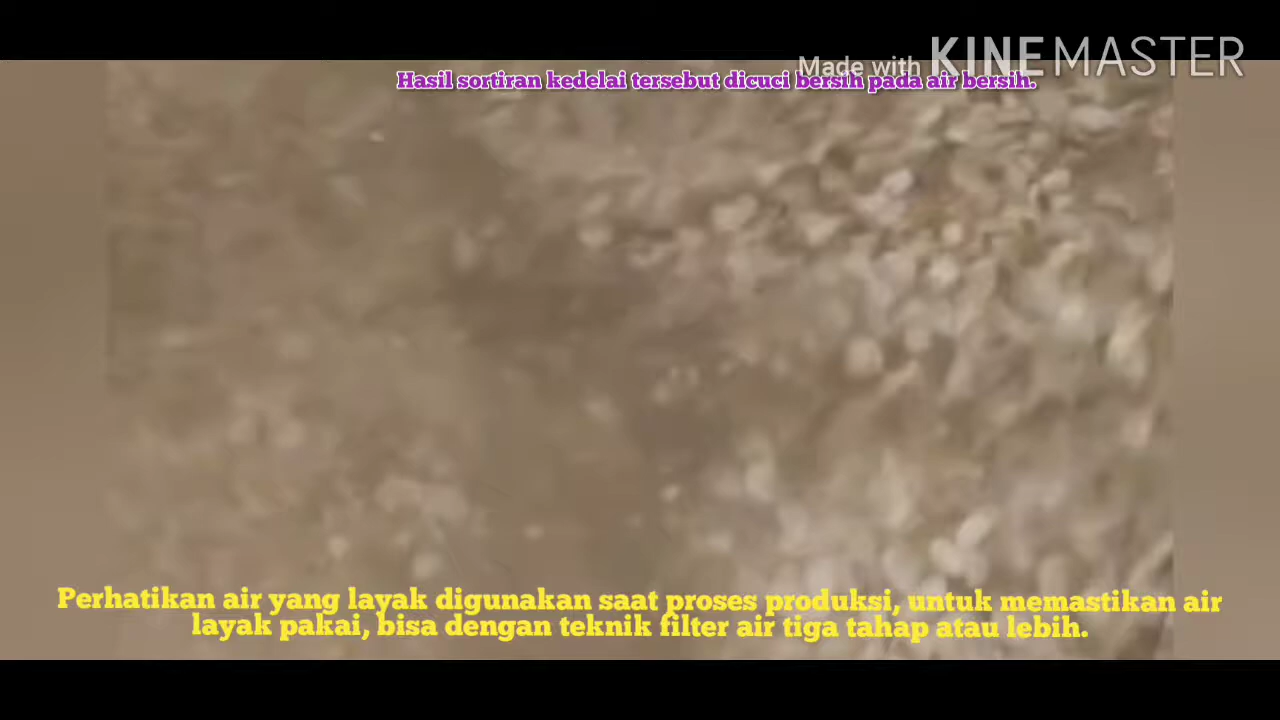 Made with KINEMASTER
Hasil sortiran kedelai tersebut dicuci bersih pada air bersih.
Perhatikan air yang layak digunakan saat proses produksi, untuk memastikan air
layak pakai, bisa dengan teknik filter air tiga tahap atau lebih.